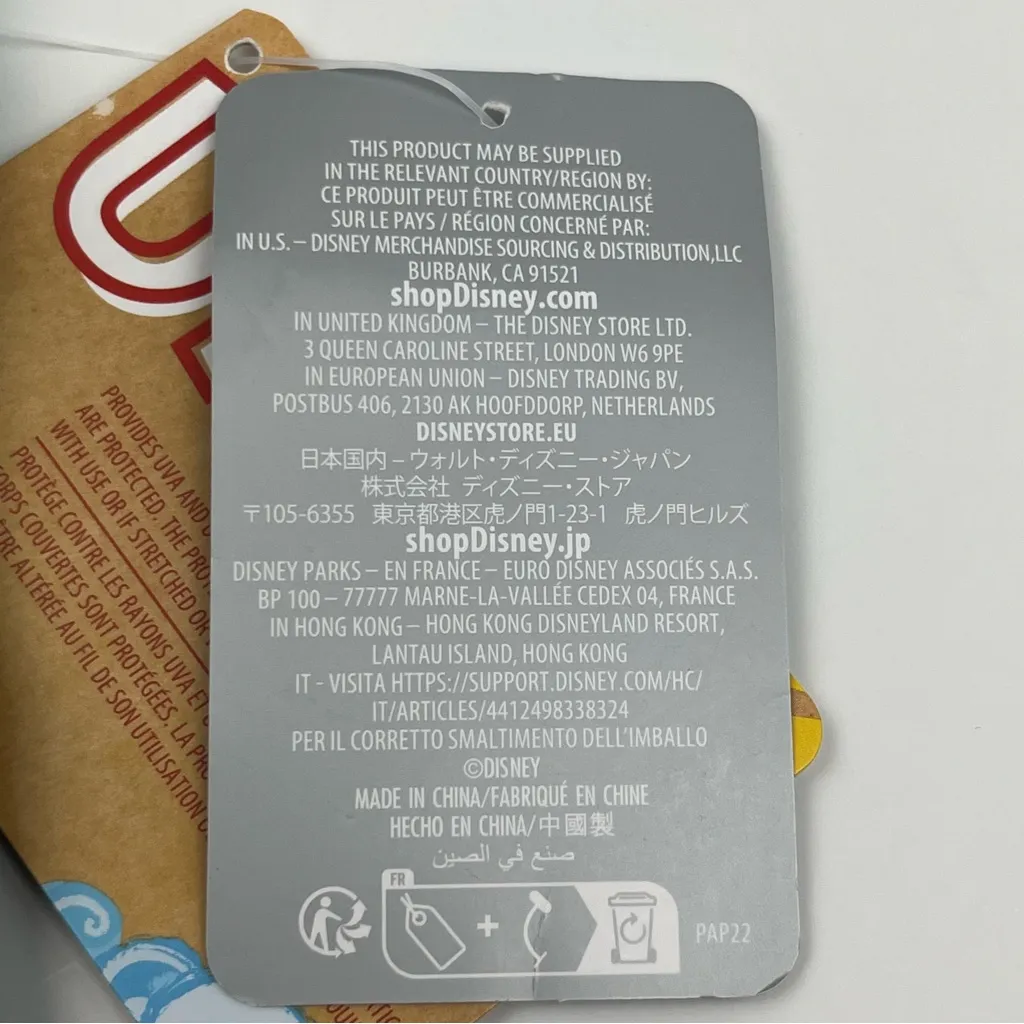 THIS PRODUCT MAY BE SUPPLIED
IN THE RELEVANT COUNTRY/REGION BY:
CE PRODUIT PEUT ÊTRE COMMERCIALISÉ
SUR LE PAYS / RÉGION CONCERNÉ PAR:
IN U.S. – DISNEY MERCHANDISE SOURCING & DISTRIBUTION,LLC
BURBANK, CA 91521
shopDisney.com
IN UNITED KINGDOM – THE DISNEY STORE LTD.
3 QUEEN CAROLINE STREET, LONDON W6 9PE
IN EUROPEAN UNION – DISNEY TRADING BV,
POSTBUS 406, 2130 AK HOOFDDORP, NETHERLANDS
DISNEYSTORE.EU
日本国内 – ウォルト・ディズニー・ジャパン
株式会社 ディズニー・ストア
〒105-6355 東京都港区虎ノ門1-23-1 虎ノ門ヒルズ
shopDisney.jp
DISNEY PARKS – EN FRANCE – EURO DISNEY ASSOCIÉS S.A.S.
BP 100 – 77777 MARNE-LA-VALLÉE CEDEX 04, FRANCE
IN HONG KONG – HONG KONG DISNEYLAND RESORT,
LANTAU ISLAND, HONG KONG
IT - VISITA HTTPS://SUPPORT.DISNEY.COM/HC/
IT/ARTICLES/4412498338324
PER IL CORRETTO SMALTIMENTO DELL'IMBALLO
©DISNEY
MADE IN CHINA/FABRIQUÉ EN CHINE
HECHO EN CHINA/中國製
صنع في الصين
FR
+
PAP22
PROVIDES UVA AND
ARE PROTECTED. THE
WITH USE OR IF STRETCHED OR
PROTÈGE CONTRE LES RAYONS UVA ET
COUVERTES SONT PROTÉGÉES. LA
ALTÉRÉE AU FIL DE SON UTILISATION